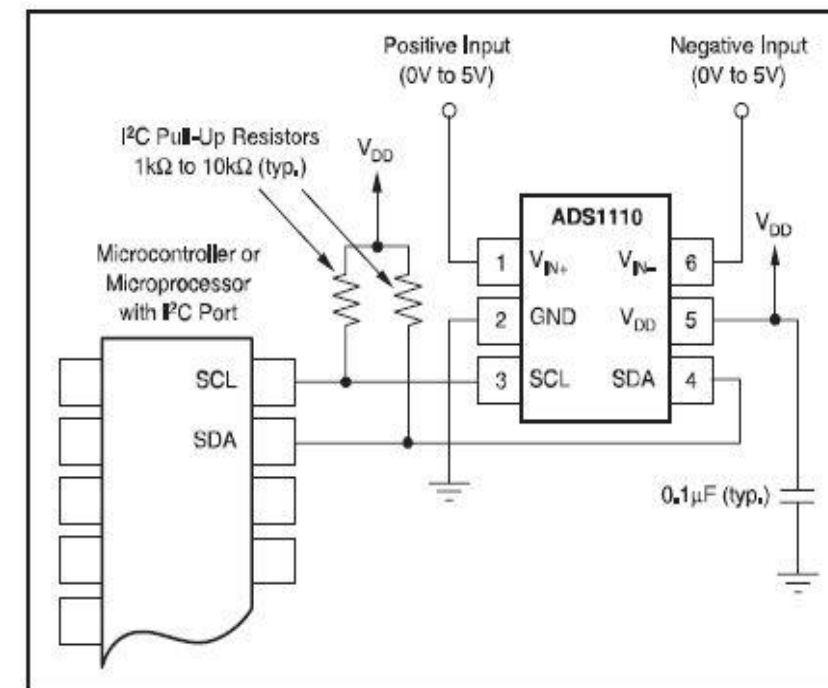 Positive Input
(0V to 5V)
Negative Input
(0V to 5V)
I²C Pull-Up Resistors
1kΩ to 10kΩ (typ.)
VDD
Microcontroller or
Microprocessor
with I²C Port
SCL
SDA
ADS1110
1 VIN+ VIN– 6
2 GND VDD 5
3 SCL SDA 4
VDD
0.1µF (typ.)